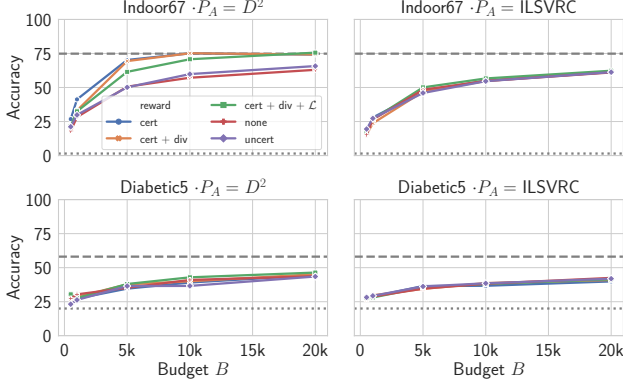 Indoor67 ·P_A = D²
Indoor67 ·P_A = ILSVRC
Accuracy
100
75
50
25
0
reward
cert
cert + div
cert + div + ℒ
none
uncert
Diabetic5 ·P_A = D²
Diabetic5 ·P_A = ILSVRC
Accuracy
100
75
50
25
0
0 5k 10k 15k 20k
0 5k 10k 15k 20k
Budget B
Budget B